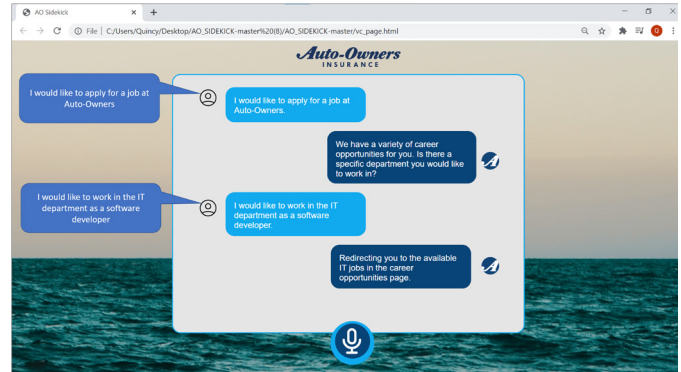 AO Sidekick
File | C:/Users/Quincy/Desktop/AO_SIDEKICK-master%20(8)/AO_SIDEKICK-master/vc_page.html
Q
Auto-Owners
INSURANCE
I would like to apply for a job at
Auto-Owners
I would like to apply for a job at
Auto-Owners.
We have a variety of career
opportunities for you. Is there a
specific department you would like
to work in?
I would like to work in the IT
department as a software
developer
I would like to work in the IT
department as a software
developer.
Redirecting you to the available
IT jobs in the career
opportunities page.